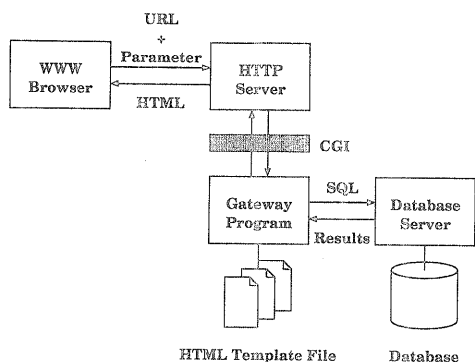 URL
+
Parameter
WWW
Browser
HTTP
Server
HTML
CGI
SQL
Gateway
Program
Database
Server
Results
HTML Template File
Database